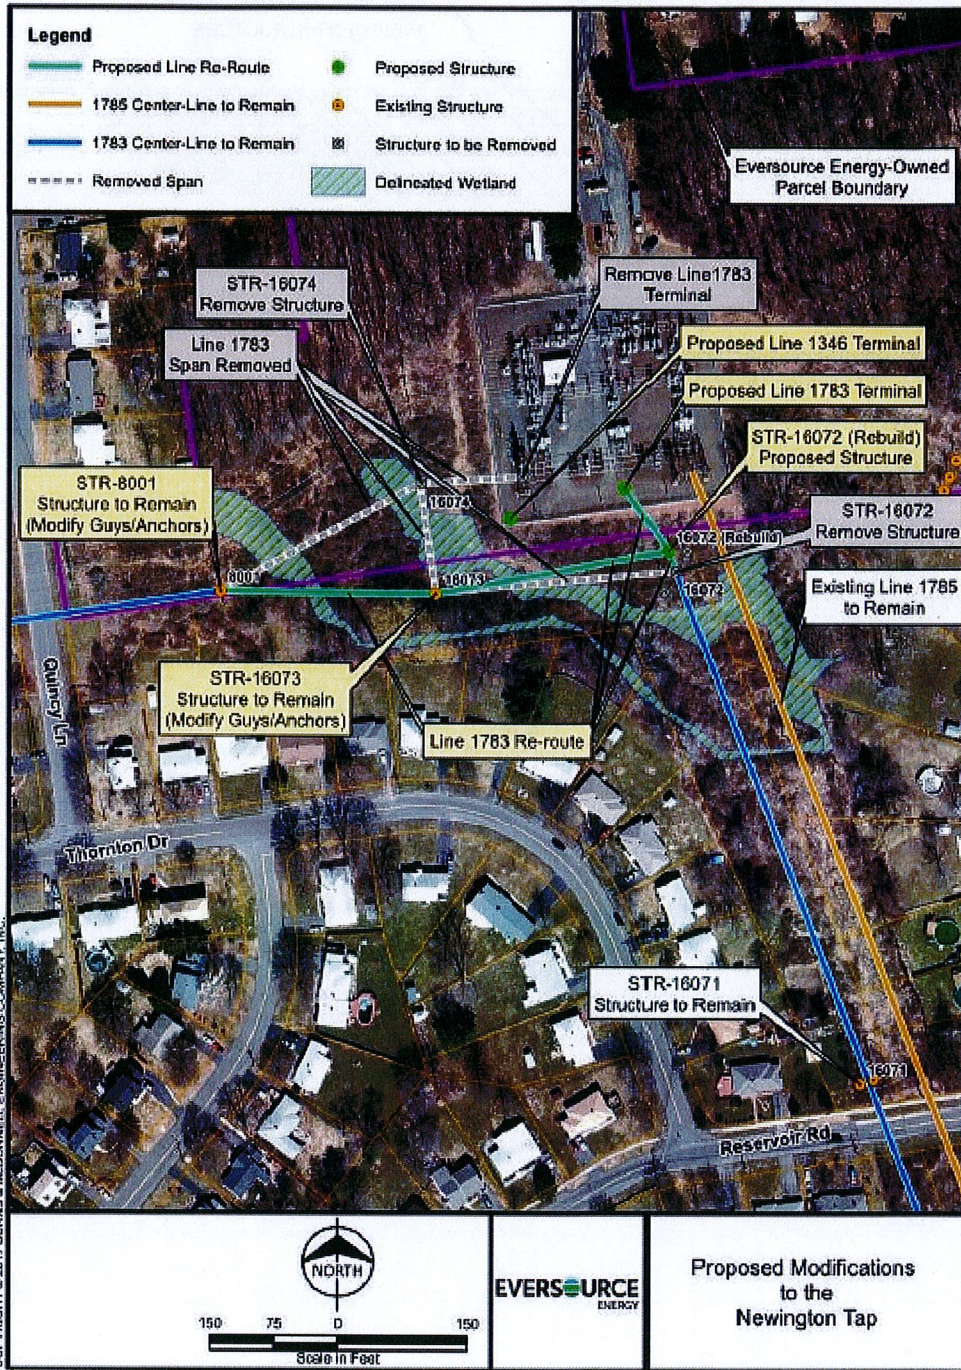 Legend
Proposed Line Re-Route
Proposed Structure
1785 Center-Line to Remain
Existing Structure
1783 Center-Line to Remain
Structure to be Removed
Removed Span
Delineated Wetland
Eversource Energy-Owned
Parcel Boundary
STR-16074
Remove Structure
Remove Line1783
Terminal
Line 1783
Span Removed
Proposed Line 1346 Terminal
Proposed Line 1783 Terminal
STR-16072 (Rebuild)
Proposed Structure
STR-8001
Structure to Remain
(Modify Guys/Anchors)
16074
STR-16072
Remove Structure
16072 (Rebuild)
8001
16073
16072
Existing Line 1785
to Remain
STR-16073
Structure to Remain
(Modify Guys/Anchors)
Quincy Ln
Line 1783 Re-route
Thornton Dr
STR-16071
Structure to Remain
16071
Reservoir Rd
NORTH
150 75 0 150
Scale in Feet
EVERSOURCE
ENERGY
Proposed Modifications
to the
Newington Tap